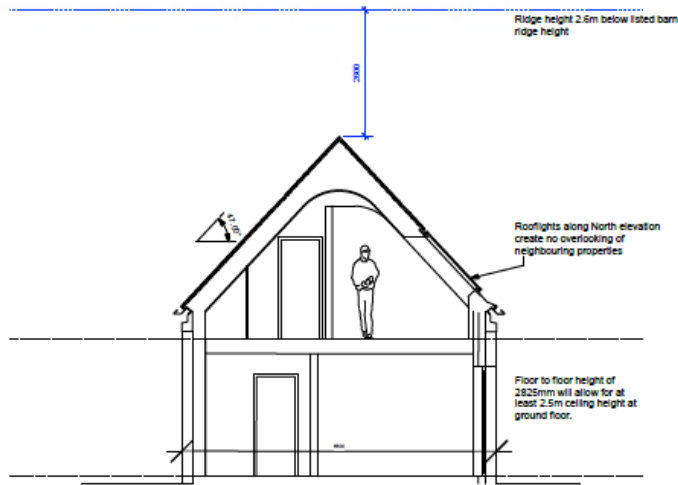 Ridge height 2.6m below listed barn
ridge height
2600
47.00°
Rooflights along North elevation
create no overlooking of
neighbouring properties
Floor to floor height of
2825mm will allow for at
least 2.5m ceiling height at
ground floor.